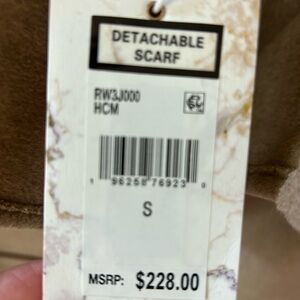 DETACHABLE
SCARF
RW3J000
HCM
1 96258 76923 0
S
MSRP: $228.00